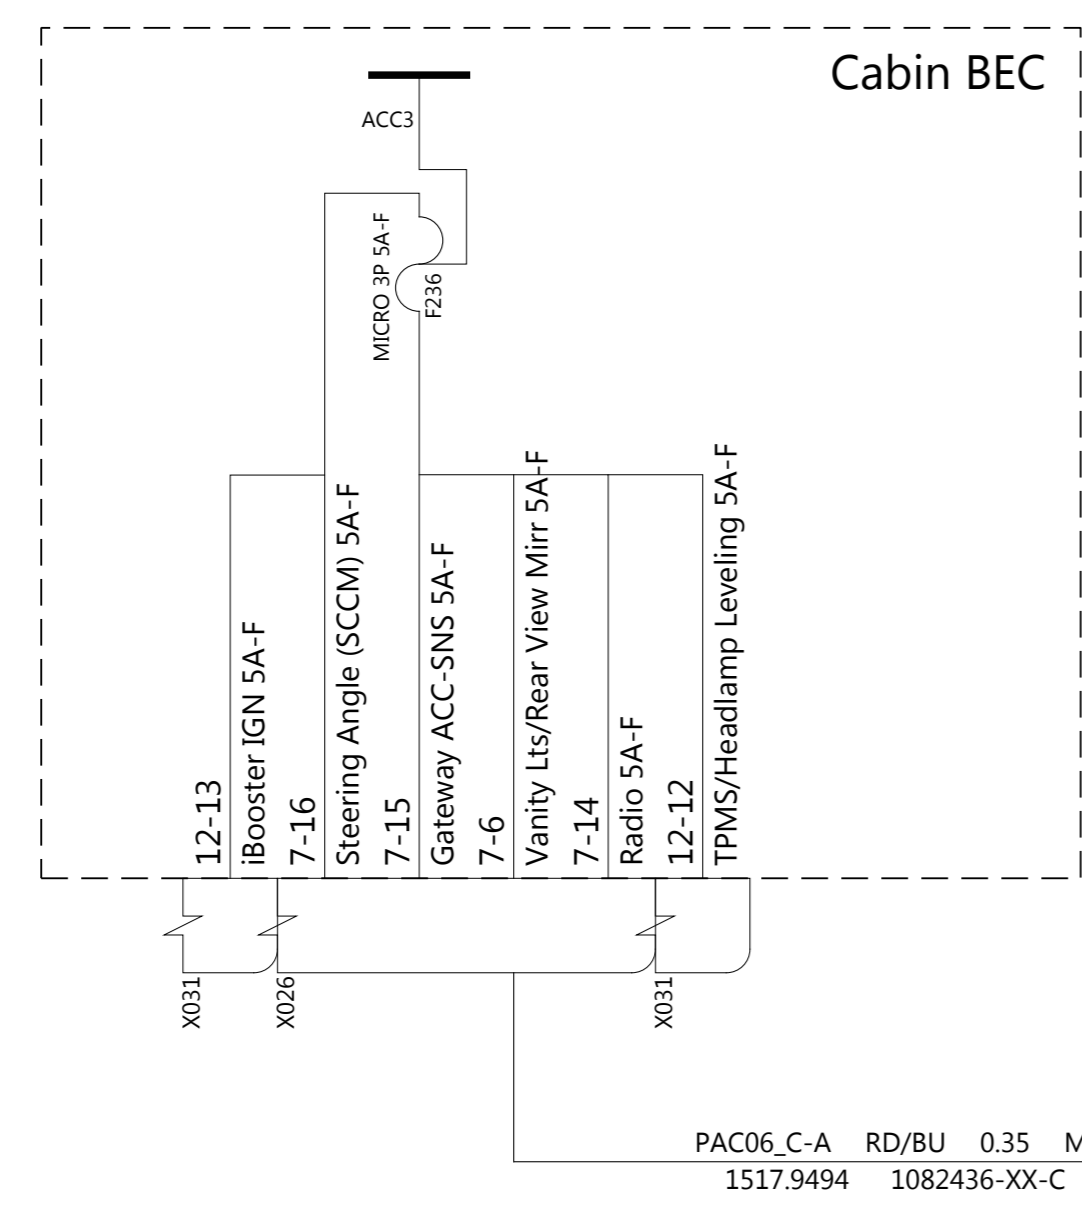 Cabin BEC
ACC3
MICRO 3P 5A-F
F236
12-13
iBooster IGN 5A-F
7-16
Steering Angle (SCCM) 5A-F
7-15
Gateway ACC-SNS 5A-F
7-6
Vanity Lts/Rear View Mirr 5A-F
7-14
Radio 5A-F
12-12
TPMS/Headlamp Leveling 5A-F
X031
X026
X031
PAC06_C-A RD/BU 0.35 M
1517.9494 1082436-XX-C